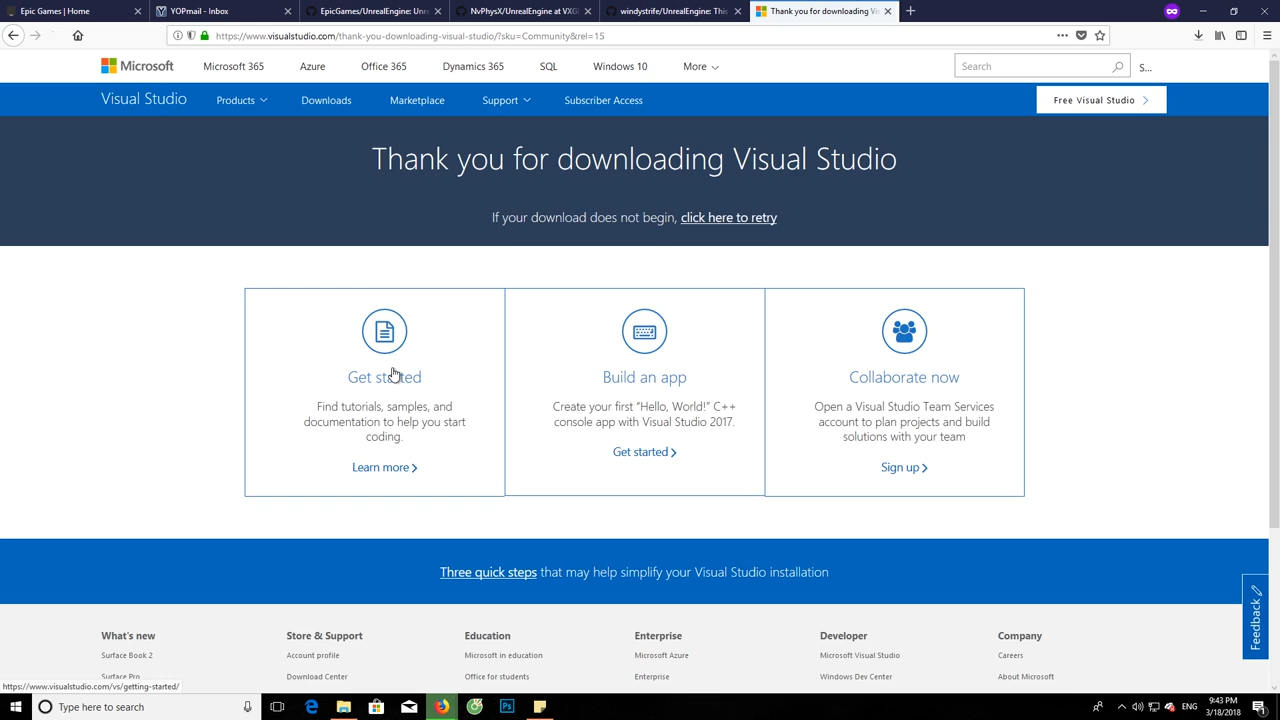 Epic Games | Home
YOPmail - Inbox
EpicGames/UnrealEngine: Unre
NvPhysX/UnrealEngine at VXGI
windystrife/UnrealEngine: This
Thank you for downloading Vi
https://www.visualstudio.com/thank-you-downloading-visual-studio/?sku=Community&rel=15
Microsoft
Microsoft 365
Azure
Office 365
Dynamics 365
SQL
Windows 10
More
Search
S...
Visual Studio
Products
Downloads
Marketplace
Support
Subscriber Access
Free Visual Studio
Thank you for downloading Visual Studio
If your download does not begin, click here to retry
Get started
Find tutorials, samples, and
documentation to help you start
coding.
Learn more
Build an app
Create your first “Hello, World!” C++
console app with Visual Studio 2017.
Get started
Collaborate now
Open a Visual Studio Team Services
account to plan projects and build
solutions with your team
Sign up
Three quick steps that may help simplify your Visual Studio installation
Feedback
What's new
Surface Book 2
Surface Pro
Store & Support
Account profile
Download Center
Education
Microsoft in education
Office for students
Enterprise
Microsoft Azure
Enterprise
Developer
Microsoft Visual Studio
Windows Dev Center
Company
Careers
About Microsoft
https://www.visualstudio.com/vs/getting-started/
Type here to search
Ps
ENG
9:43 PM
3/18/2018